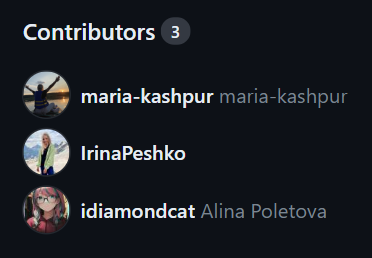 Contributors 3
maria-kashpur maria-kashpur
IrinaPeshko
idiamondcat Alina Poletova